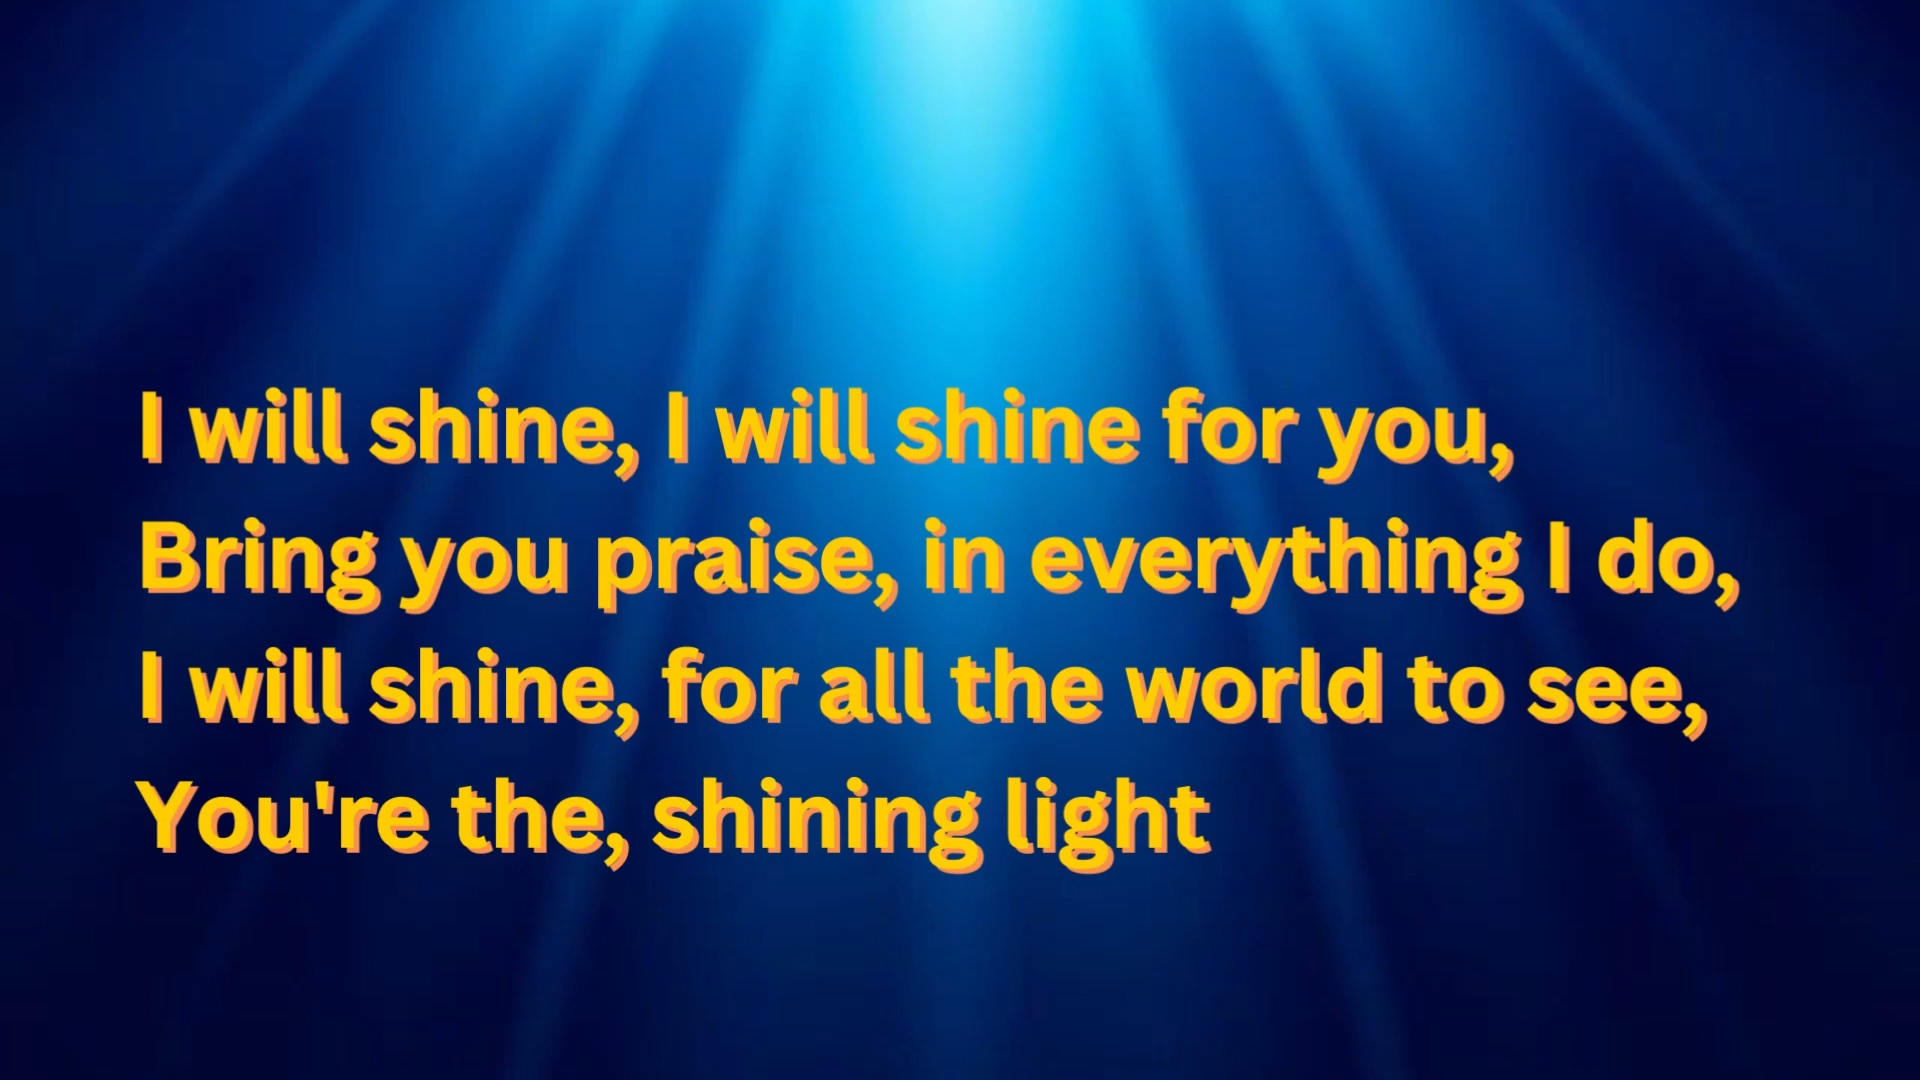 I will shine, I will shine for you,
Bring you praise, in everything I do,
I will shine, for all the world to see,
You're the, shining light